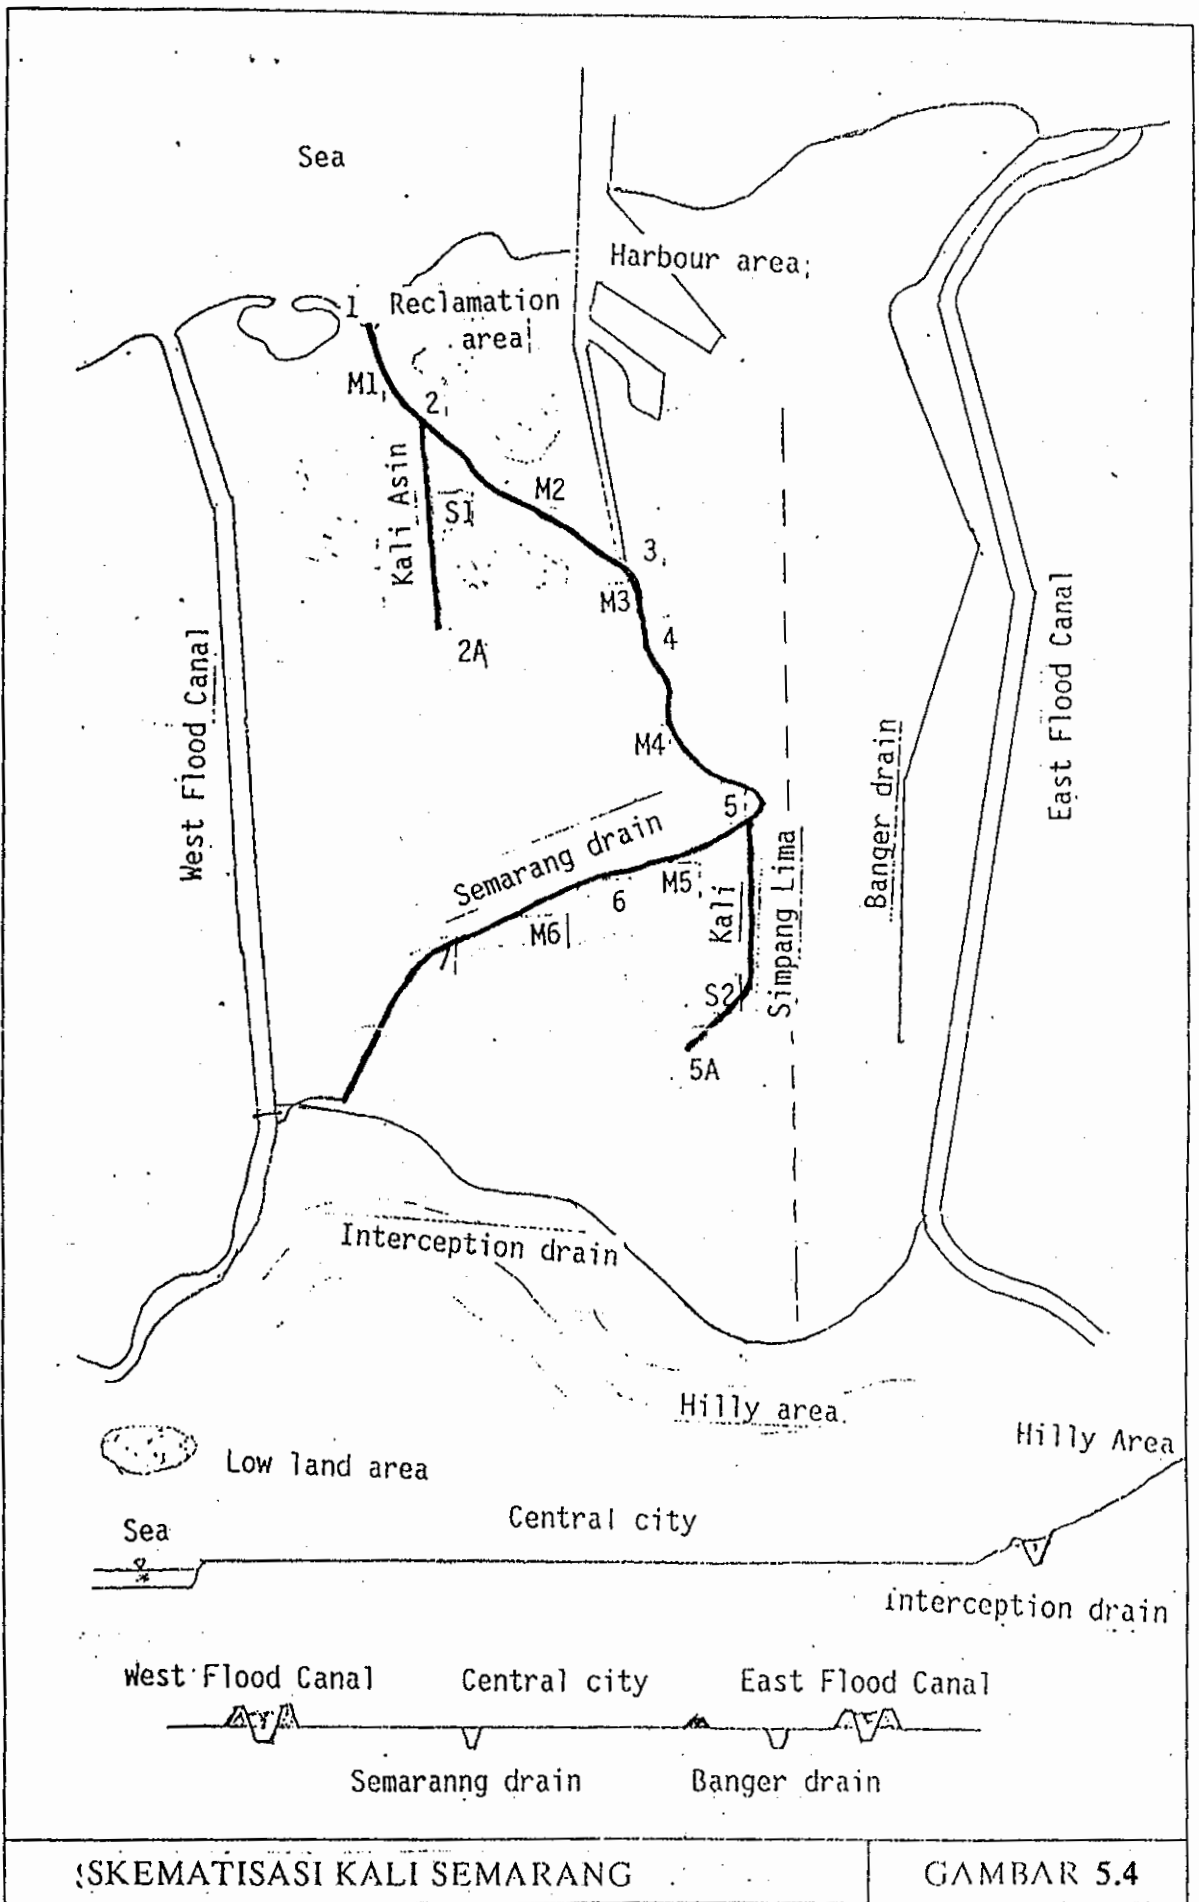 Sea
Harbour area
1
Reclamation
area
M1
2
Kali Asin
S1
M2
3
M3
4
2A
West Flood Canal
M4
East Flood Canal
5
Banger drain
Semarang drain
M5
6
Kali
Simpang Lima
M6
7
S2
5A
Interception drain
Hilly area
Hilly Area
Low land area
Central city
Sea
Interception drain
West Flood Canal
Central city
East Flood Canal
Semaranng drain
Banger drain
SKEMATISASI KALI SEMARANG
GAMBAR 5.4